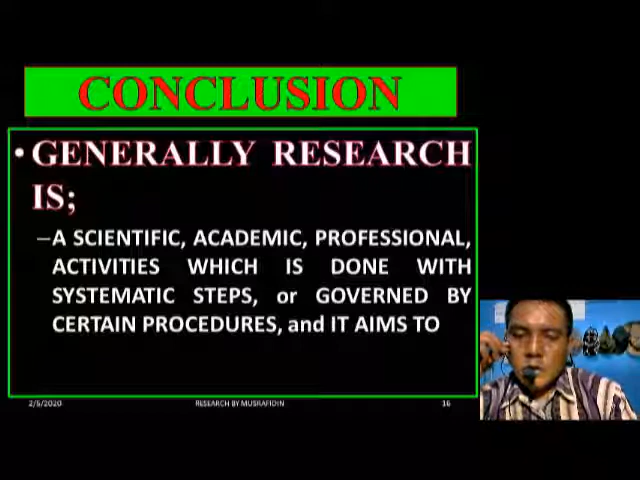 CONCLUSION
• GENERALLY RESEARCH
IS;
–A SCIENTIFIC, ACADEMIC, PROFESSIONAL,
ACTIVITIES WHICH IS DONE WITH
SYSTEMATIC STEPS, or GOVERNED BY
CERTAIN PROCEDURES, and IT AIMS TO
2/5/2020 RESEARCH BY MUSRAFIDIN 16